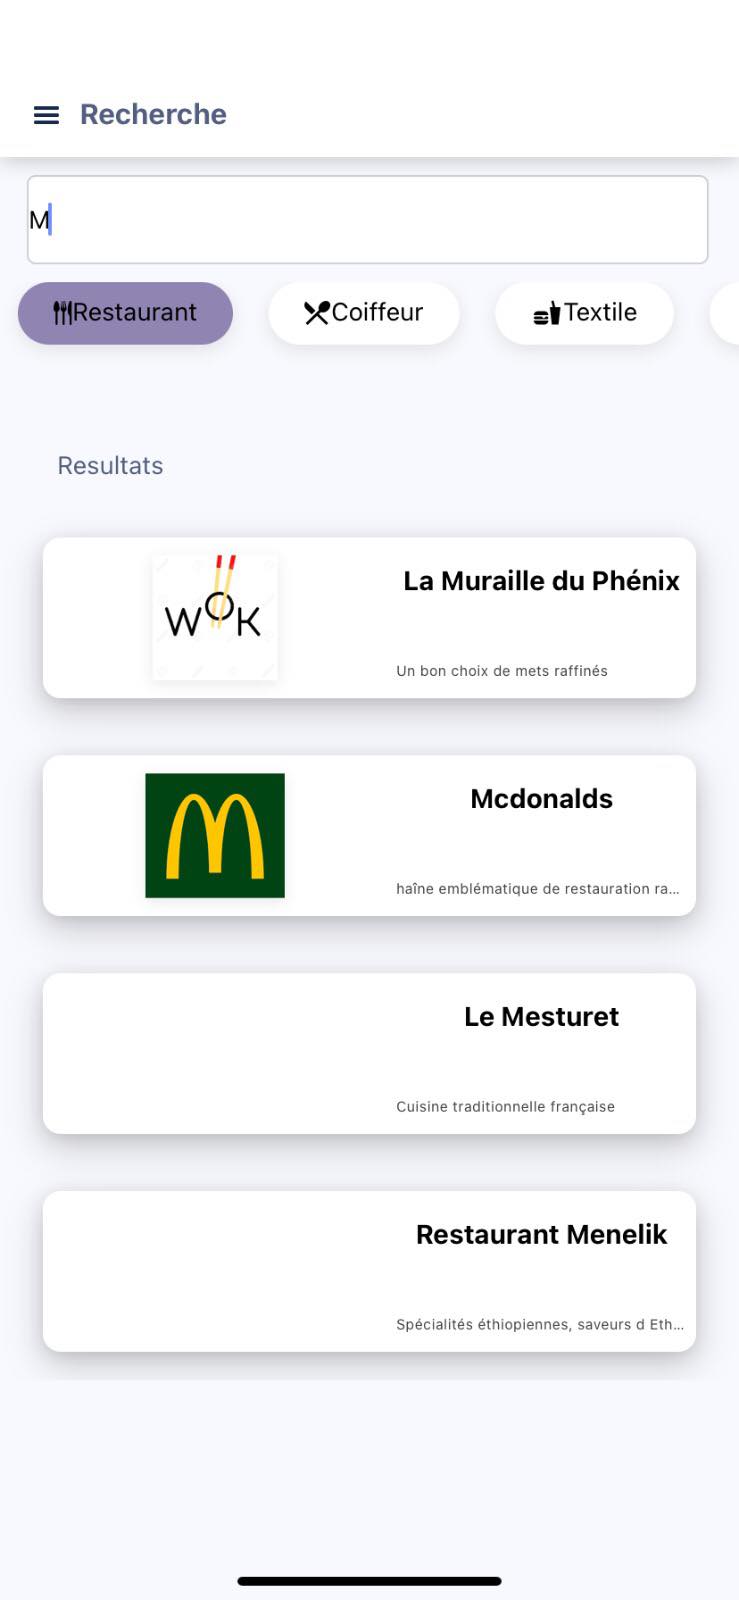 Recherche
M
Restaurant
Coiffeur
Textile
Resultats
WOK
La Muraille du Phénix
Un bon choix de mets raffinés
Mcdonalds
haîne emblématique de restauration ra...
Le Mesturet
Cuisine traditionnelle française
Restaurant Menelik
Spécialités éthiopiennes, saveurs d Eth...